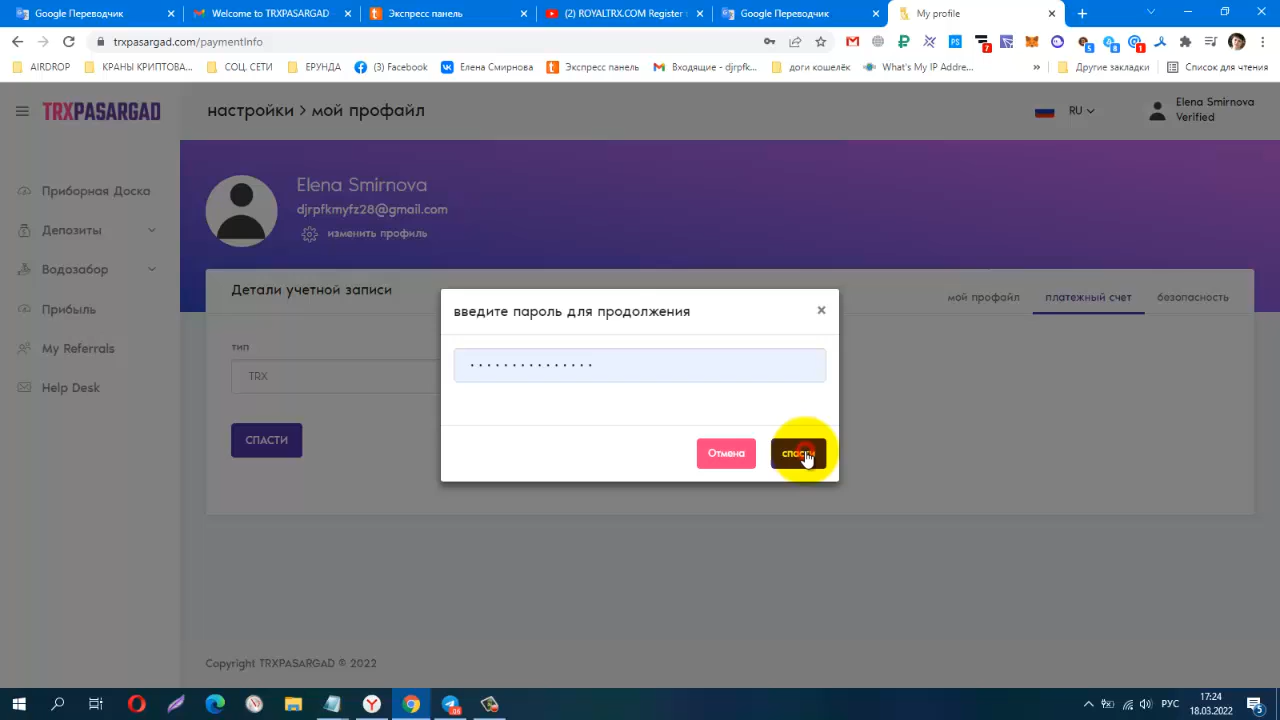 Google Переводчик
Welcome to TRXPASARGAD
Экспресс панель
(2) ROYALTRX.COM Register
Google Переводчик
My profile
trxpasargad.com/paymentInfo
AIRDROP
КРАНЫ КРИПТОВА...
СОЦ. СЕТИ
ЕРУНДА
(3) Facebook
Елена Смирнова
Экспресс панель
Входящие - djrpfk...
доги кошелёк
What's My IP Addre...
»
Другие закладки
Список для чтения
TRXPASARGAD
настройки > мой профайл
RU
Elena Smirnova
Verified
Приборная Доска
Депозиты
Водозабор
Прибыль
My Referrals
Help Desk
Elena Smirnova
djrpfkmyfz28@gmail.com
изменить профиль
Детали учетной записи
мой профайл
платежный счет
безопасность
тип
TRX
СПАСТИ
введите пароль для продолжения
×
Отмена
спасти
Copyright TRXPASARGAD © 2022
РУС
17:24
18.03.2022